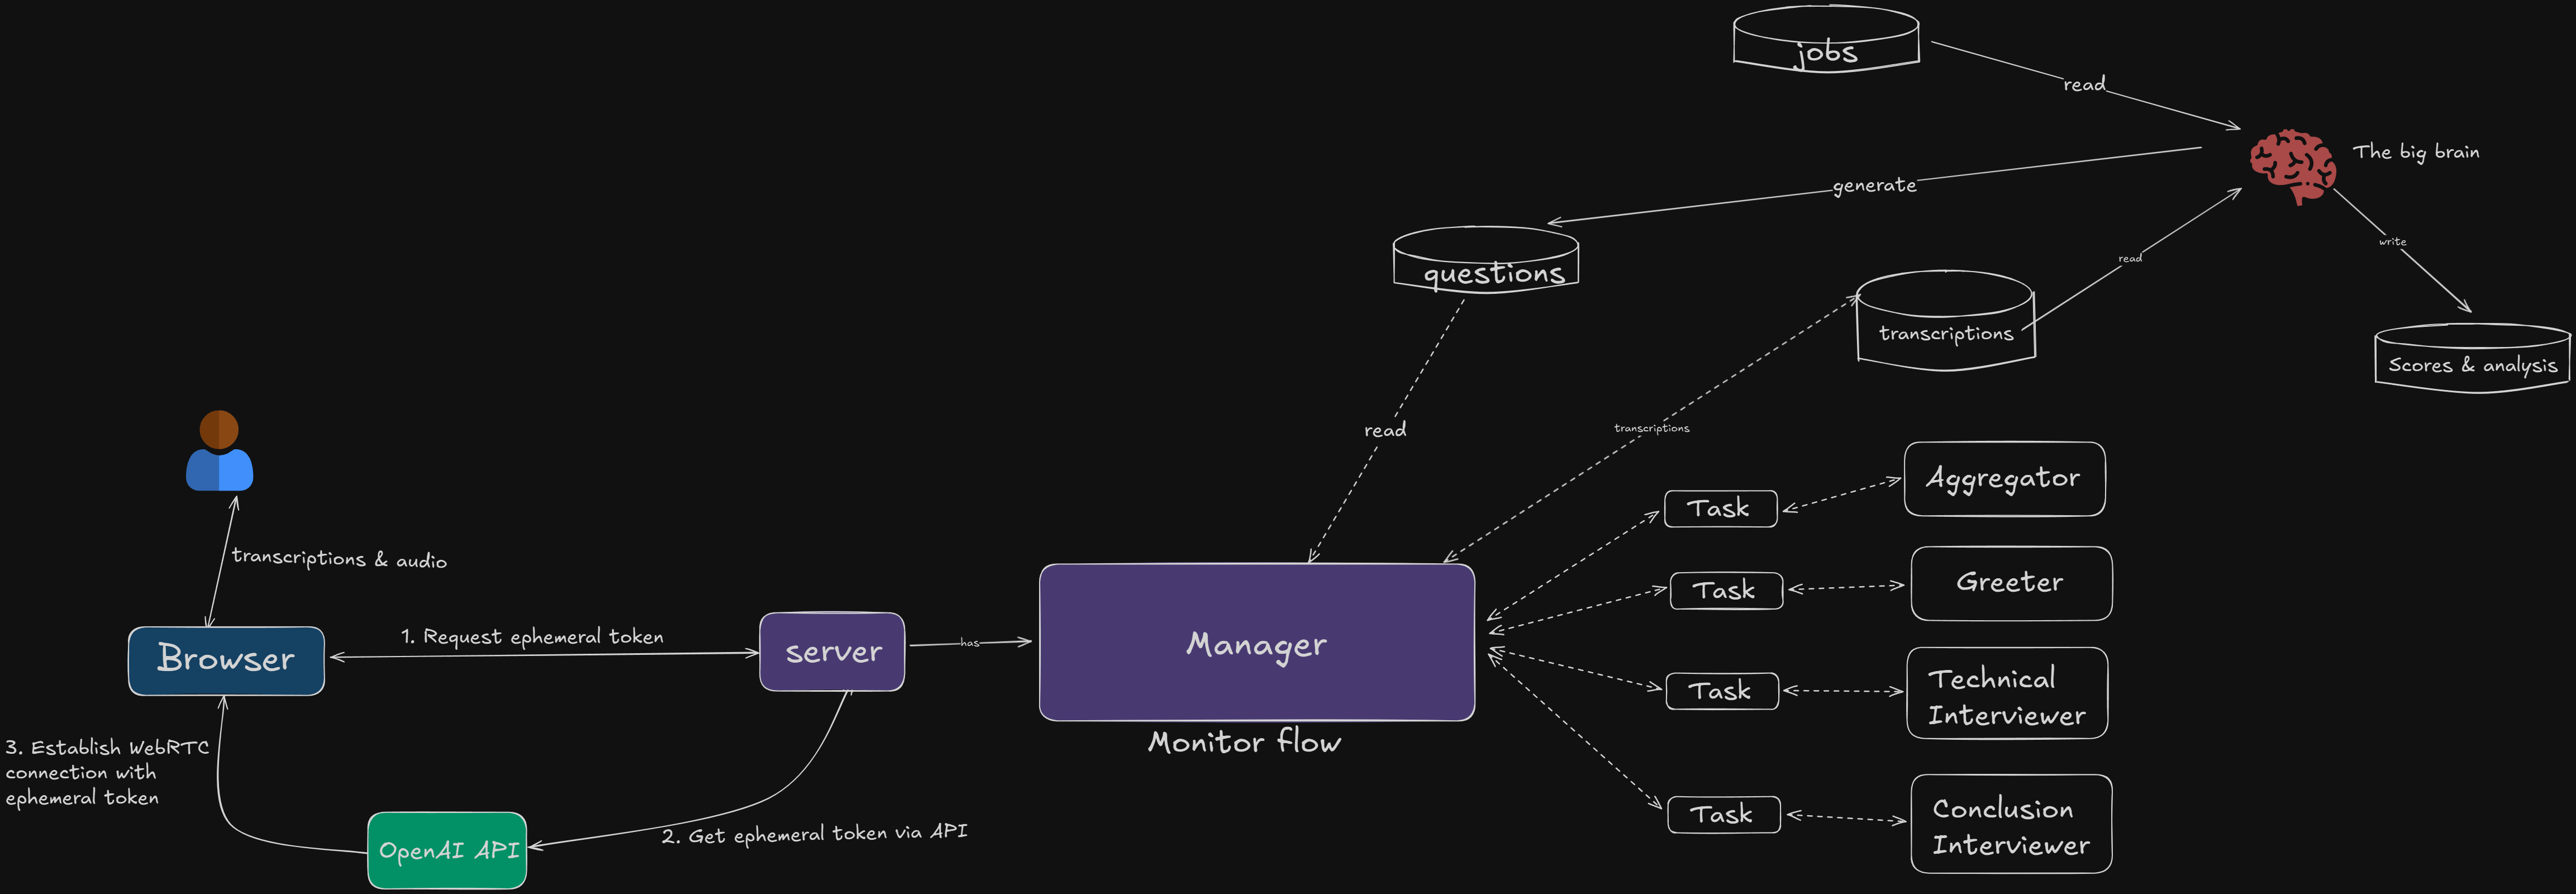 jobs
read
The big brain
generate
write
read
questions
transcriptions
Scores & analysis
read
transcriptions
Aggregator
Task
transcriptions & audio
Greeter
Task
1. Request ephemeral token
Browser
server
has
Manager
Technical
Interviewer
Task
Monitor flow
3. Establish WebRTC
connection with
ephemeral token
Conclusion
Interviewer
Task
2. Get ephemeral token via API
OpenAI API